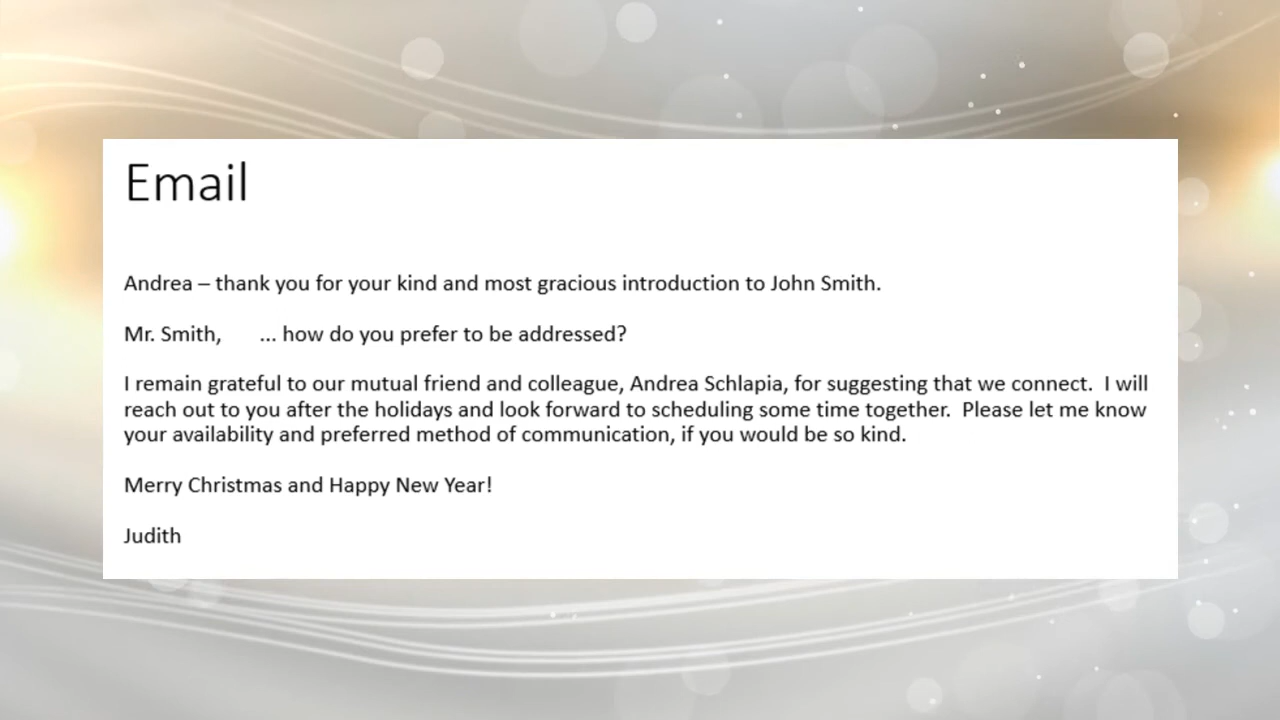 Email
Andrea – thank you for your kind and most gracious introduction to John Smith.
Mr. Smith, ... how do you prefer to be addressed?
I remain grateful to our mutual friend and colleague, Andrea Schlapia, for suggesting that we connect. I will
reach out to you after the holidays and look forward to scheduling some time together. Please let me know
your availability and preferred method of communication, if you would be so kind.
Merry Christmas and Happy New Year!
Judith